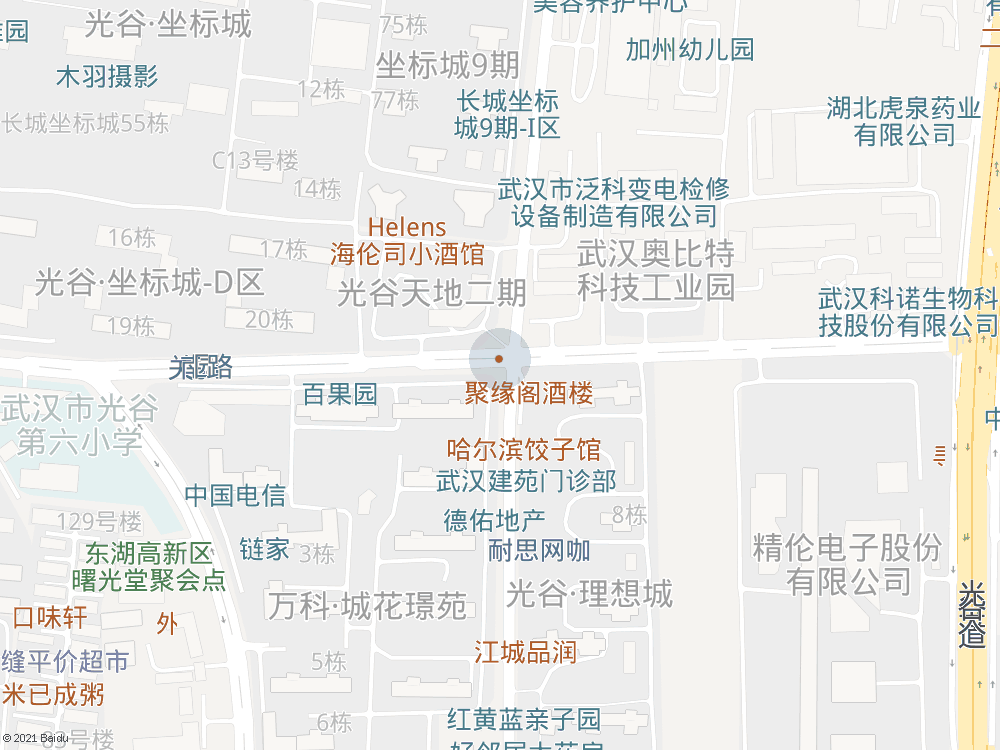 美容养护中心
75栋
光谷·坐标城
加州幼儿园
坐标城9期
木羽摄影
12栋
77栋
长城坐标
城9期-I区
湖北虎泉药业
有限公司
长城坐标城55栋
C13号楼
14栋
武汉市泛科变电检修
设备制造有限公司
Helens
海伦司小酒馆
16栋
17栋
武汉奥比特
科技工业园
光谷·坐标城-D区
光谷天地二期
武汉科诺生物科
技股份有限公司
19栋
20栋
百果园
聚缘阁酒楼
武汉市光谷
第六小学
哈尔滨饺子馆
武汉建苑门诊部
中国电信
德佑地产
8栋
129号楼
链家
3栋
耐思网咖
精伦电子股份
有限公司
东湖高新区
曙光堂聚会点
光谷·理想城
万科·城花璟苑
口味轩
外
江城品润
缝平价超市
5栋
米已成粥
红黄蓝亲子园
6栋
83号楼
© 2021 Baidu